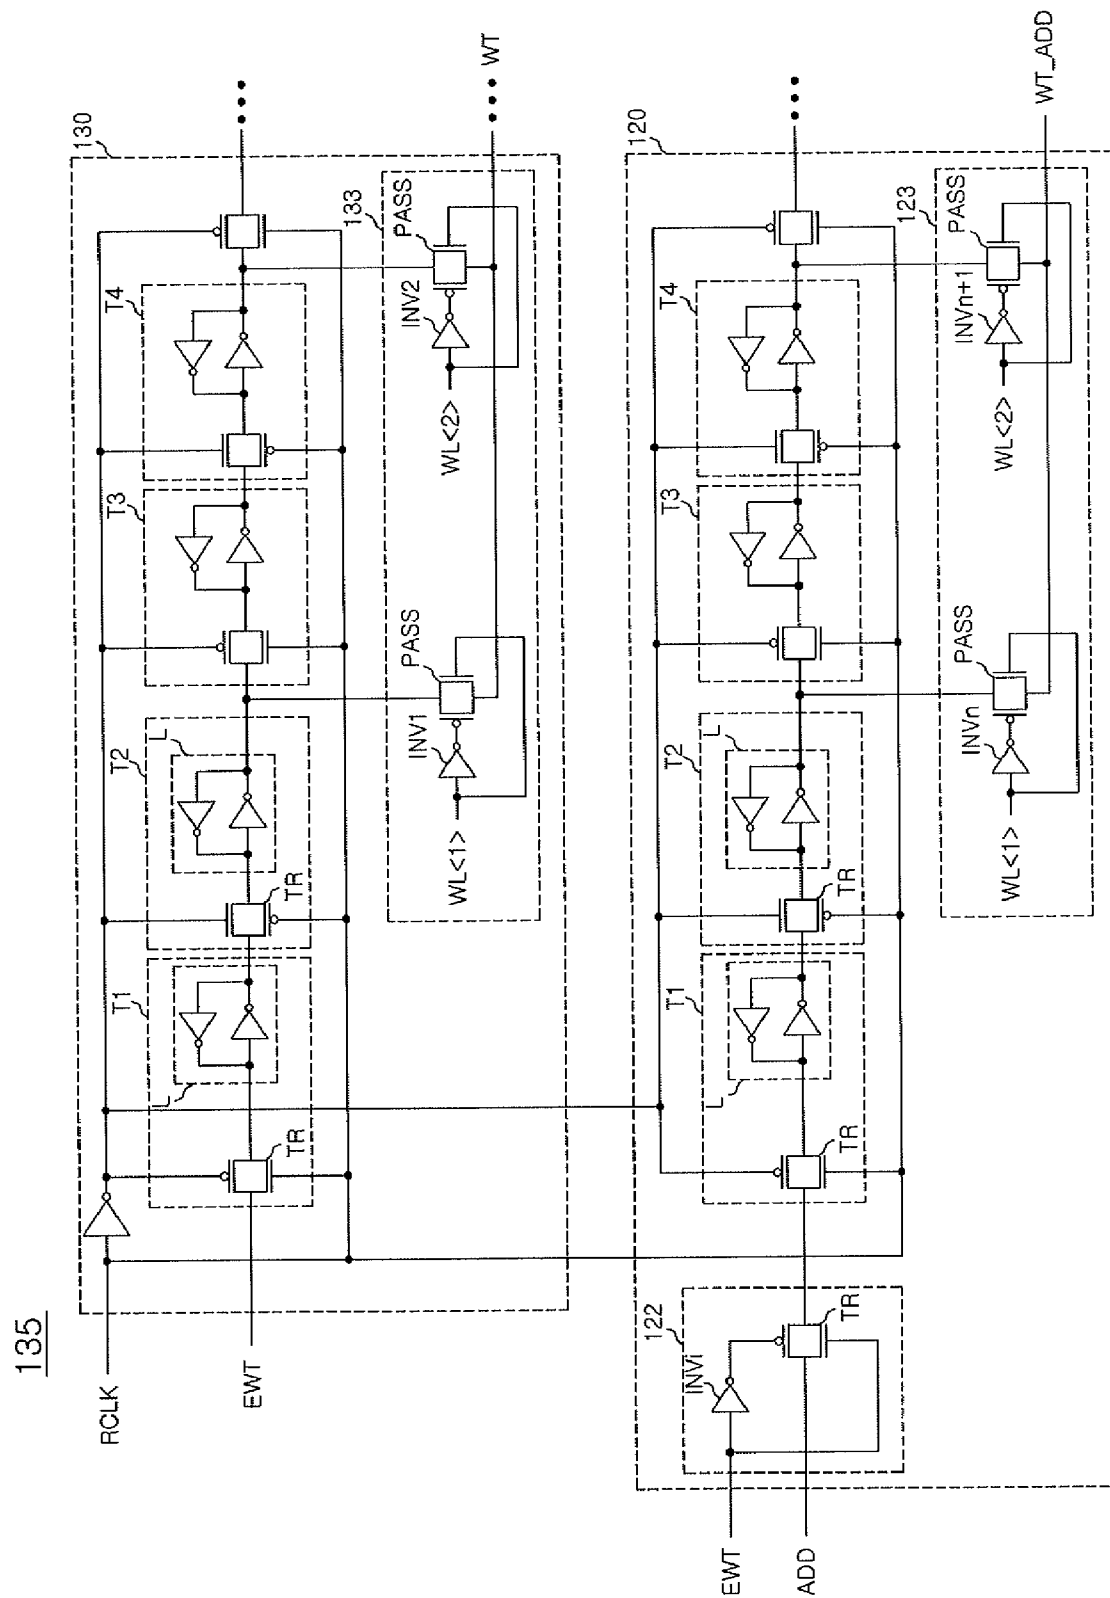 135
RCLK
EWT
130
T1
L
TR
T2
L
TR
T3
T4
133
PASS
INV1
WL<1>
PASS
INV2
WL<2>
WT
120
122
INVi
TR
EWT
ADD
T1
L
TR
T2
L
TR
T3
T4
123
PASS
INVn
WL<1>
PASS
INVn+1
WL<2>
WT_ADD